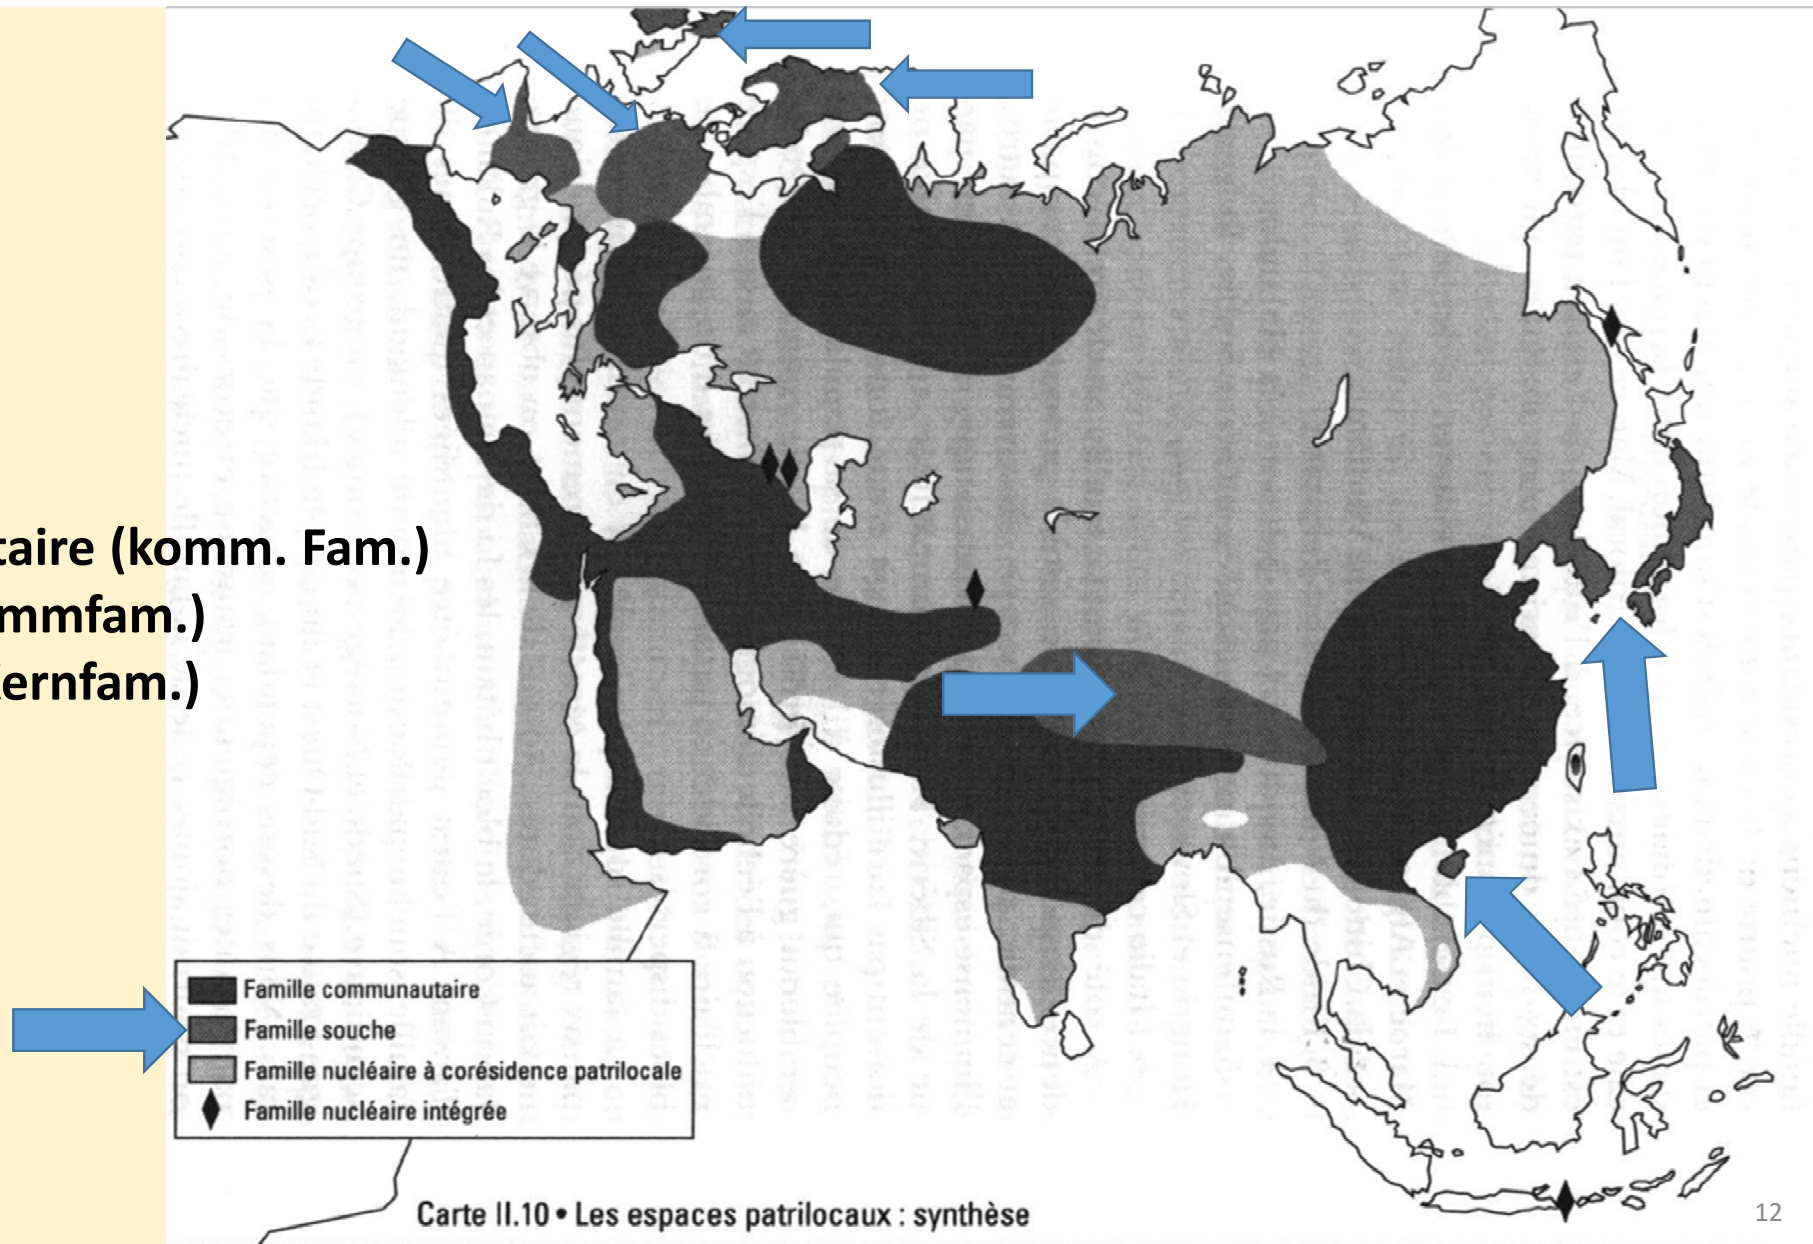 taire (komm. Fam.)
mmfam.)
ernfam.)
Famille communautaire
Famille souche
Famille nucléaire à corésidence patrilocale
Famille nucléaire intégrée
Carte II.10 • Les espaces patrilocaux : synthèse
12